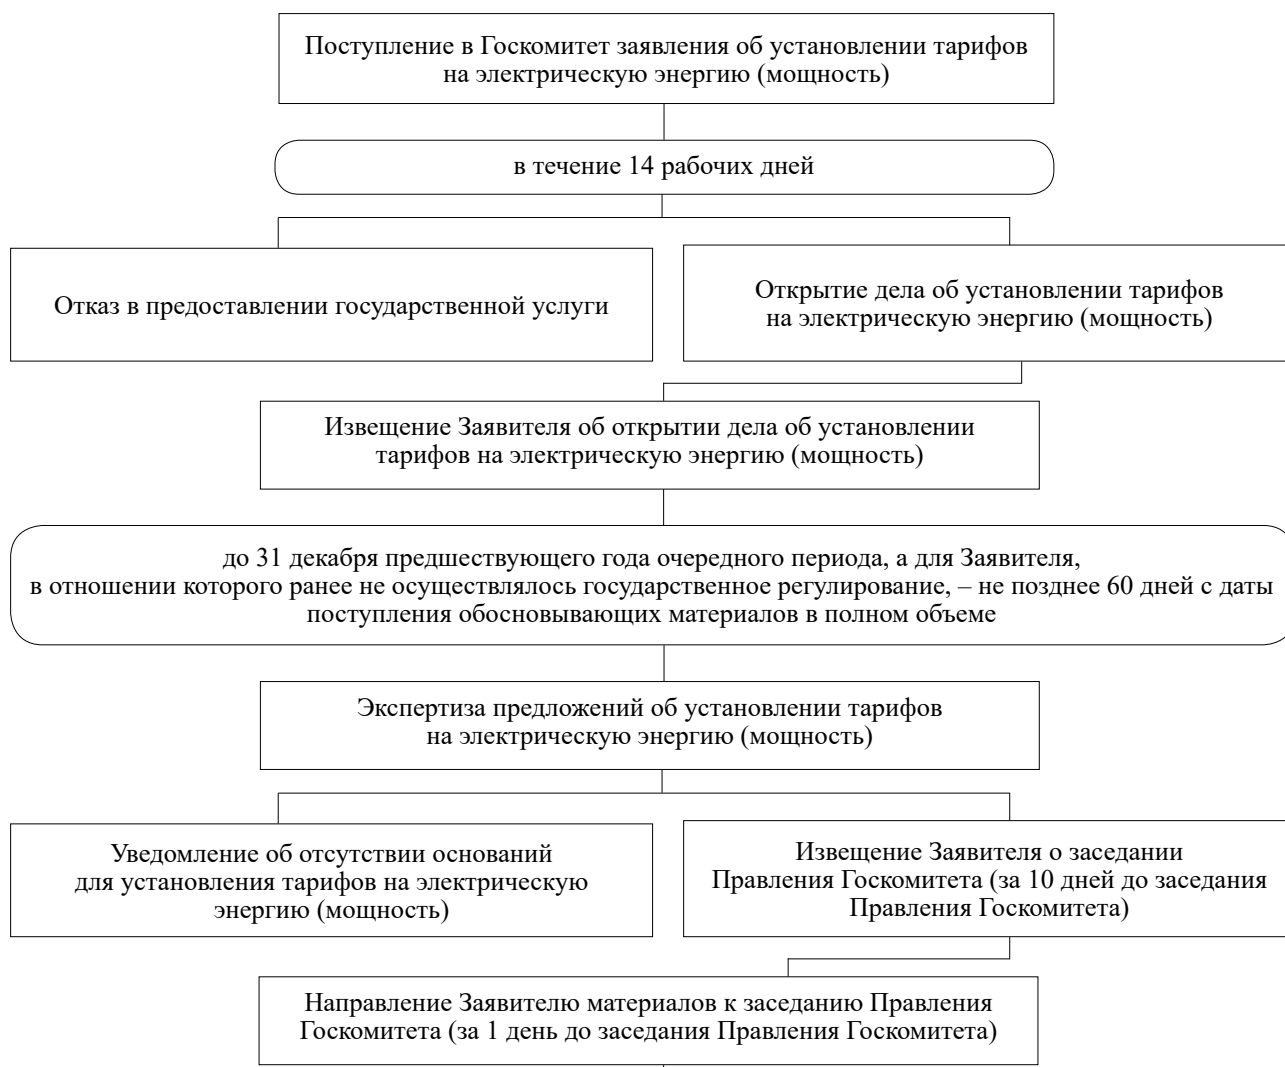 Поступление в Госкомитет заявления об установлении тарифов
на электрическую энергию (мощность)
в течение 14 рабочих дней
Отказ в предоставлении государственной услуги
Открытие дела об установлении тарифов
на электрическую энергию (мощность)
Извещение Заявителя об открытии дела об установлении
тарифов на электрическую энергию (мощность)
до 31 декабря предшествующего года очередного периода, а для Заявителя,
в отношении которого ранее не осуществлялось государственное регулирование, – не позднее 60 дней с даты
поступления обосновывающих материалов в полном объеме
Экспертиза предложений об установлении тарифов
на электрическую энергию (мощность)
Уведомление об отсутствии оснований
для установления тарифов на электрическую
энергию (мощность)
Извещение Заявителя о заседании
Правления Госкомитета (за 10 дней до заседания
Правления Госкомитета)
Направление Заявителю материалов к заседанию Правления
Госкомитета (за 1 день до заседания Правления Госкомитета)